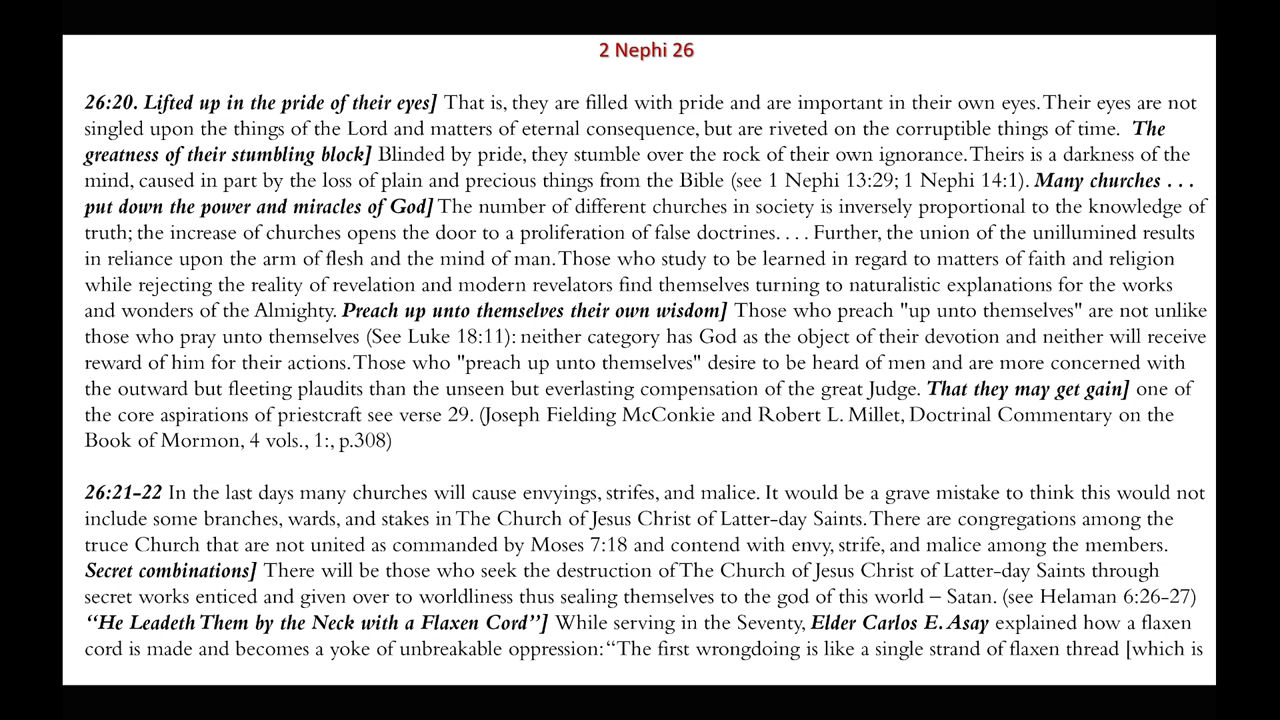 2 Nephi 26
26:20. Lifted up in the pride of their eyes] That is, they are filled with pride and are important in their own eyes. Their eyes are not
singled upon the things of the Lord and matters of eternal consequence, but are riveted on the corruptible things of time. The
greatness of their stumbling block] Blinded by pride, they stumble over the rock of their own ignorance. Theirs is a darkness of the
mind, caused in part by the loss of plain and precious things from the Bible (see 1 Nephi 13:29; 1 Nephi 14:1). Many churches . . .
put down the power and miracles of God] The number of different churches in society is inversely proportional to the knowledge of
truth; the increase of churches opens the door to a proliferation of false doctrines. . . . Further, the union of the unillumined results
in reliance upon the arm of flesh and the mind of man. Those who study to be learned in regard to matters of faith and religion
while rejecting the reality of revelation and modern revelators find themselves turning to naturalistic explanations for the works
and wonders of the Almighty. Preach up unto themselves their own wisdom] Those who preach "up unto themselves" are not unlike
those who pray unto themselves (See Luke 18:11): neither category has God as the object of their devotion and neither will receive
reward of him for their actions. Those who "preach up unto themselves" desire to be heard of men and are more concerned with
the outward but fleeting plaudits than the unseen but everlasting compensation of the great Judge. That they may get gain] one of
the core aspirations of priestcraft see verse 29. (Joseph Fielding McConkie and Robert L. Millet, Doctrinal Commentary on the
Book of Mormon, 4 vols., 1:, p.308)
26:21-22 In the last days many churches will cause envyings, strifes, and malice. It would be a grave mistake to think this would not
include some branches, wards, and stakes in The Church of Jesus Christ of Latter-day Saints. There are congregations among the
truce Church that are not united as commanded by Moses 7:18 and contend with envy, strife, and malice among the members.
Secret combinations] There will be those who seek the destruction of The Church of Jesus Christ of Latter-day Saints through
secret works enticed and given over to worldliness thus sealing themselves to the god of this world – Satan. (see Helaman 6:26-27)
“He Leadeth Them by the Neck with a Flaxen Cord”] While serving in the Seventy, Elder Carlos E. Asay explained how a flaxen
cord is made and becomes a yoke of unbreakable oppression: “The first wrongdoing is like a single strand of flaxen thread [which is